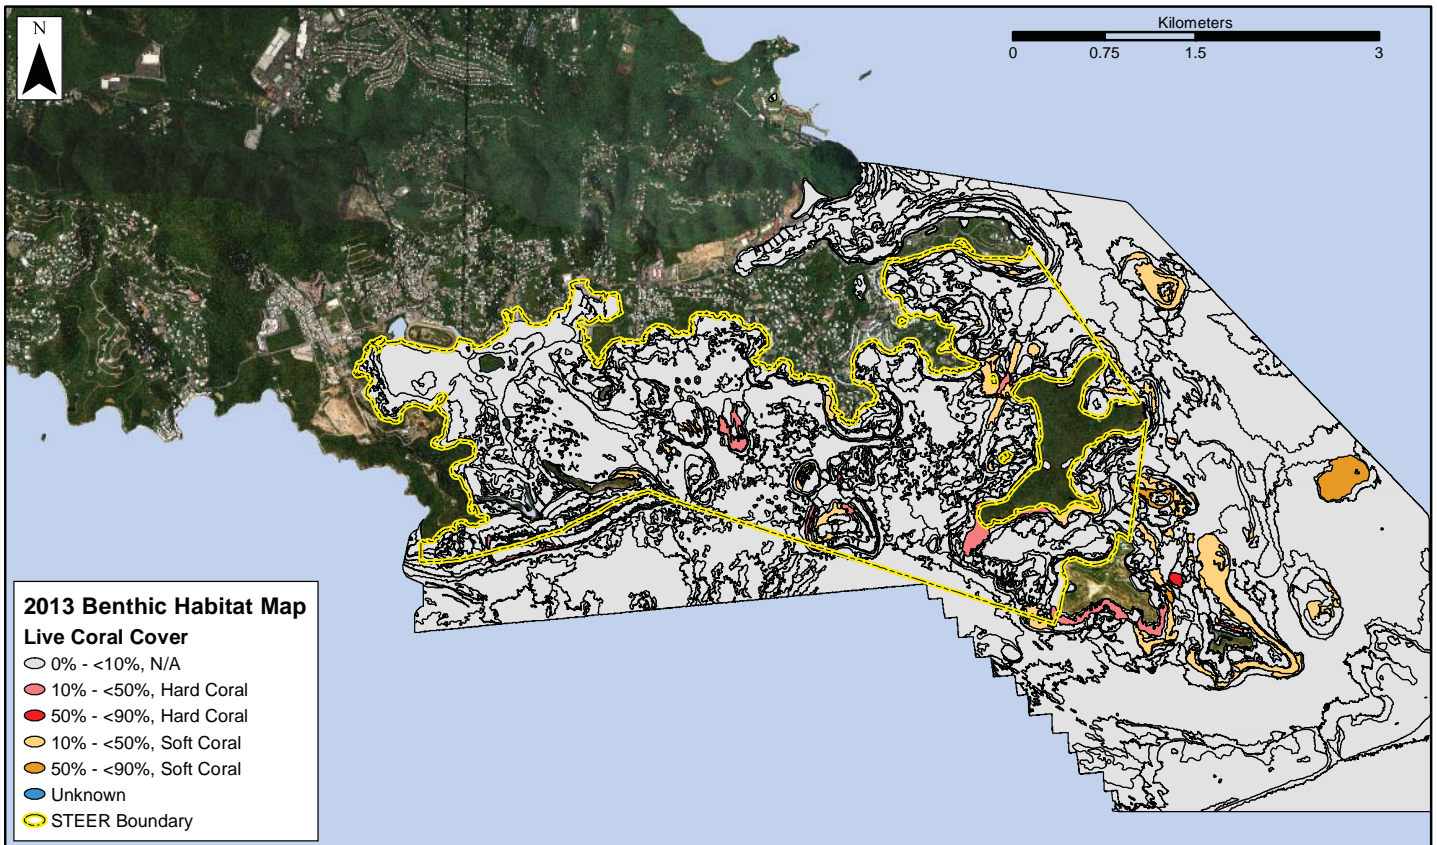 N
Kilometers
0 0.75 1.5 3
2013 Benthic Habitat Map
Live Coral Cover
0% - <10%, N/A
10% - <50%, Hard Coral
50% - <90%, Hard Coral
10% - <50%, Soft Coral
50% - <90%, Soft Coral
Unknown
STEER Boundary